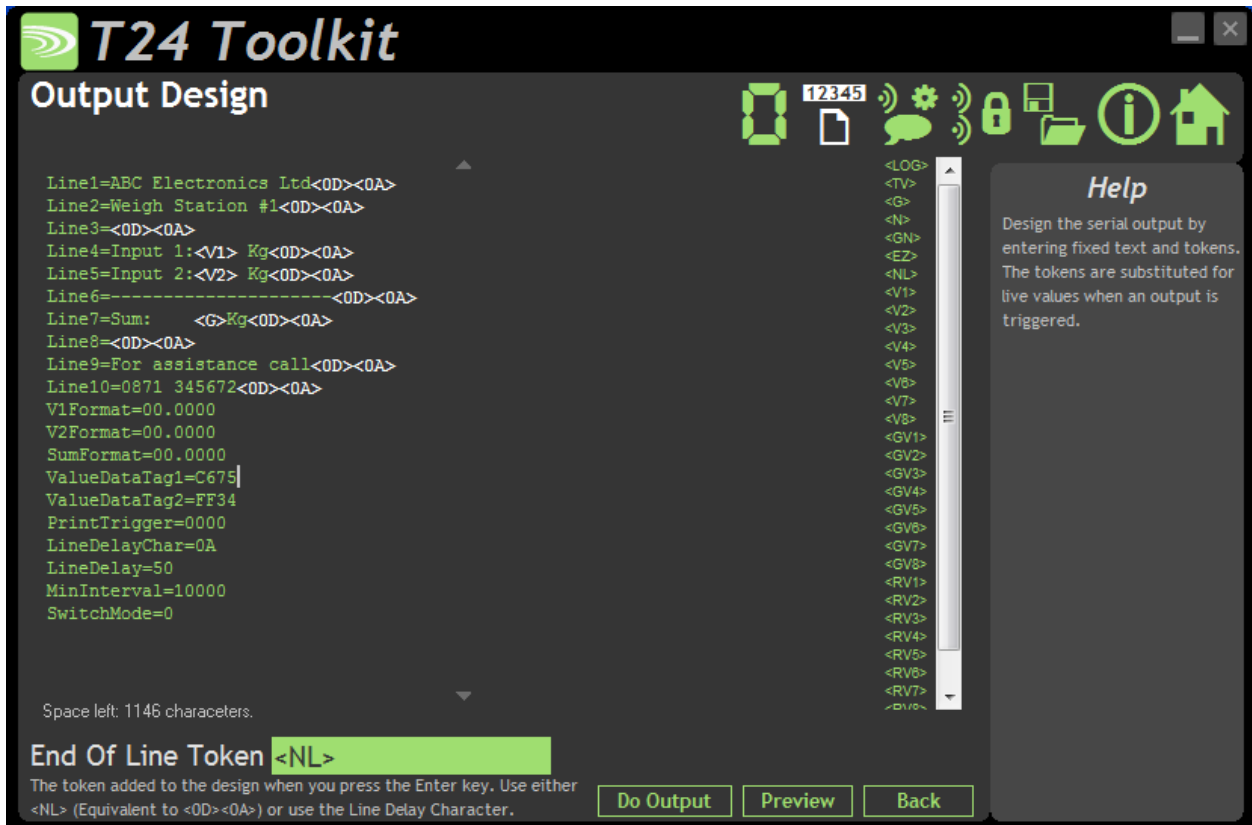 T24 Toolkit
Output Design
12345
Line1=ABC Electronics Ltd<0D><0A>
Line2=Weigh Station #1<0D><0A>
Line3=<0D><0A>
Line4=Input 1:<V1> Kg<0D><0A>
Line5=Input 2:<V2> Kg<0D><0A>
Line6=---------------------<0D><0A>
Line7=Sum:    <G>Kg<0D><0A>
Line8=<0D><0A>
Line9=For assistance call<0D><0A>
Line10=0871 345672<0D><0A>
V1Format=00.0000
V2Format=00.0000
SumFormat=00.0000
ValueDataTag1=C675
ValueDataTag2=FF34
PrintTrigger=0000
LineDelayChar=0A
LineDelay=50
MinInterval=10000
SwitchMode=0
Space left: 1146 characeters.
<LOG>
<TV>
<G>
<N>
<GN>
<EZ>
<NL>
<V1>
<V2>
<V3>
<V4>
<V5>
<V6>
<V7>
<V8>
<GV1>
<GV2>
<GV3>
<GV4>
<GV5>
<GV6>
<GV7>
<GV8>
<RV1>
<RV2>
<RV3>
<RV4>
<RV5>
<RV6>
<RV7>
<RV8>
Help
Design the serial output by
entering fixed text and tokens.
The tokens are substituted for
live values when an output is
triggered.
End Of Line Token <NL>
The token added to the design when you press the Enter key. Use either
<NL> (Equivalent to <0D><0A>) or use the Line Delay Character.
Do Output
Preview
Back